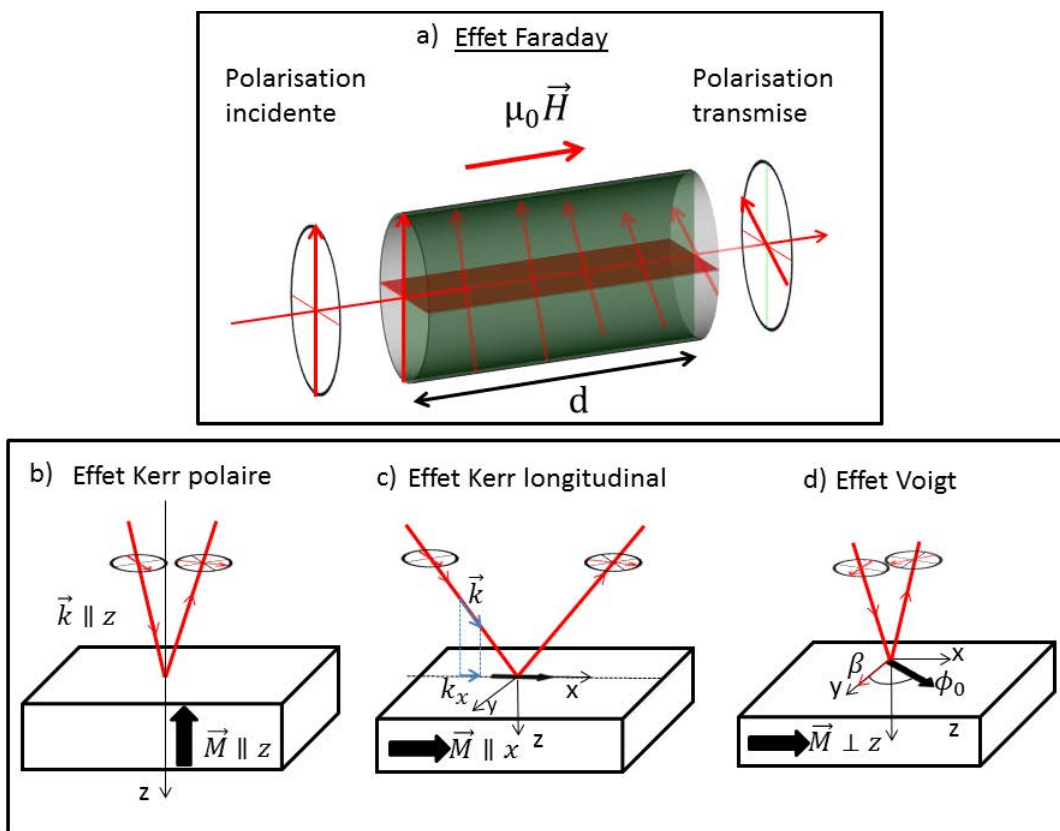 a) Effet Faraday
Polarisation
incidente
μ₀H⃗
Polarisation
transmise
d
b) Effet Kerr polaire
k⃗ ∥ z
M⃗ ∥ z
z
c) Effet Kerr longitudinal
k⃗
kₓ
x
y
z
M⃗ ∥ x
d) Effet Voigt
x
β
y
ϕ₀
z
M⃗ ⊥ z